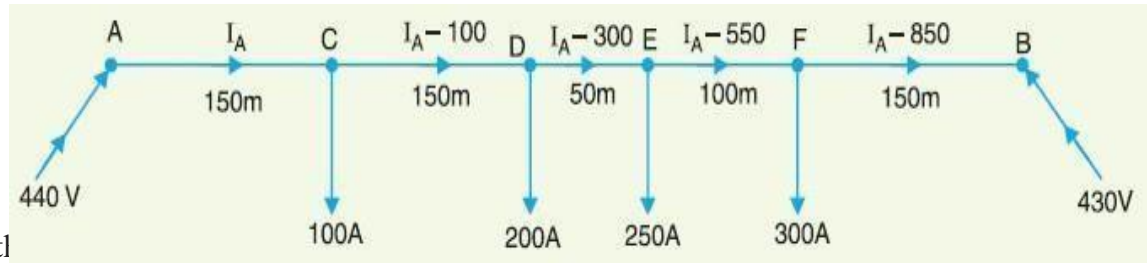 A I_A C I_A − 100 D I_A − 300 E I_A − 550 F I_A − 850 B
150m 150m 50m 100m 150m
440 V 430V
100A 200A 250A 300A